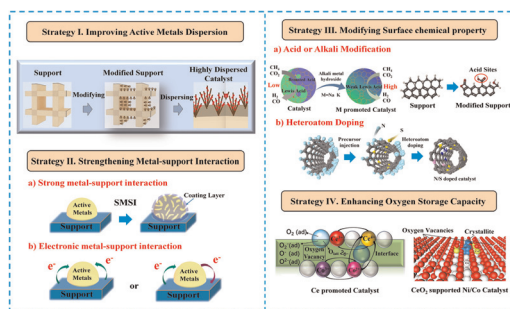 Strategy I. Improving Active Metals Dispersion
Support
Modified Support
Highly Dispersed
Catalyst
Modifying
Dispersing
Strategy II. Strengthening Metal-support Interaction
a) Strong metal-support interaction
Active
Metals
Support
SMSI
Coating Layer
Support
b) Electronic metal-support interaction
e-
Active
Metals
e-
Support
or
e-
Active
Metals
e-
Support
Strategy III. Modifying Surface chemical property
a) Acid or Alkali Modification
CH4
CO2
Low
Lewis Acid
H2
CO
Catalyst
Alkali metal
hydroxide
M=Na K
CH4
CO2
Weak Lewis Acid
High
H2
CO
M promoted Catalyst
Support
Acid Sites
Modified Support
b) Heteroatom Doping
Precursor
injection
N
S
Heteroatom
doping
N/S doped catalyst
Strategy IV. Enhancing Oxygen Storage Capacity
O2 (ad)
Oxygen
Vacancy
Interface
Ce promoted Catalyst
Oxygen Vacancies
Crystallite
CeO2 supported Ni/Co Catalyst